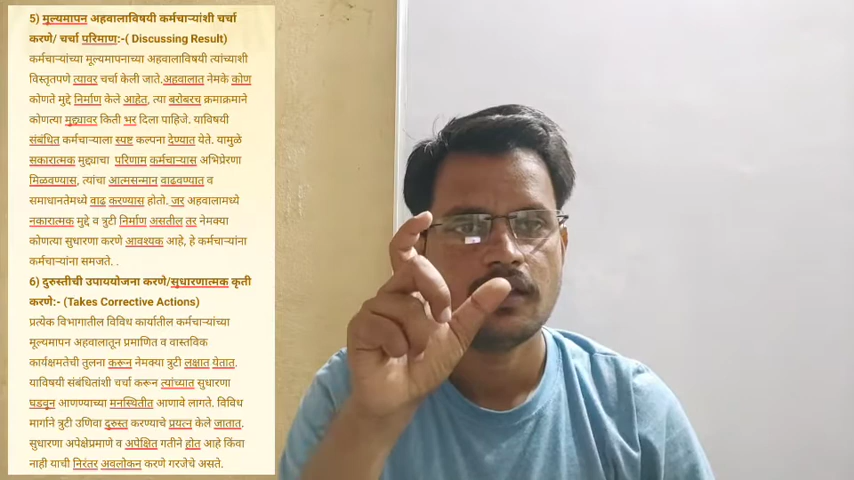 5) मुल्यमापन अहवालाविषयी कर्मचाऱ्यांशी चर्चा
करणे/ चर्चा परिमाण:-( Discussing Result)
कर्मचाऱ्यांच्या मूल्यमापनाच्या अहवालाविषयी त्यांच्याशी
विस्तृतपणे त्यावर चर्चा केली जाते.अहवालात नेमके कोण
कोणते मुद्दे निर्माण केले आहेत, त्या बरोबरच क्रमाक्रमाने
कोणत्या मुद्द्यावर किती भर दिला पाहिजे. याविषयी
संबंधित कर्मचाऱ्याला स्पष्ट कल्पना देण्यात येते. यामुळे
सकारात्मक मुद्द्याचा परिणाम कर्मचाऱ्यास अभिप्रेरणा
मिळवण्यास, त्यांचा आत्मसन्मान वाढवण्यात व
समाधानतेमध्ये वाढ करण्यास होतो. जर अहवालामध्ये
नकारात्मक मुद्दे व त्रुटी निर्माण असतील तर नेमक्या
कोणत्या सुधारणा करणे आवश्यक आहे, हे कर्मचाऱ्यांना
कर्मचाऱ्यांना समजते. .
6) दुरुस्तीची उपाययोजना करणे/सुधारणात्मक कृती
करणे:- (Takes Corrective Actions)
प्रत्येक विभागातील विविध कार्यातील कर्मचाऱ्यांच्या
मूल्यमापन अहवालातून प्रमाणित व वास्तविक
कार्यक्षमतेची तुलना करून नेमक्या त्रुटी लक्षात येतात.
याविषयी संबंधितांशी चर्चा करून त्यांच्यात सुधारणा
घडवून आणण्याच्या मनस्थितीत आणावे लागते. विविध
मार्गाने त्रुटी उणिवा दुरुस्त करण्याचे प्रयत्न केले जातात.
सुधारणा अपेक्षेप्रमाणे व अपेक्षित गतीने होत आहे किंवा
नाही याची निरंतर अवलोकन करणे गरजेचे असते.